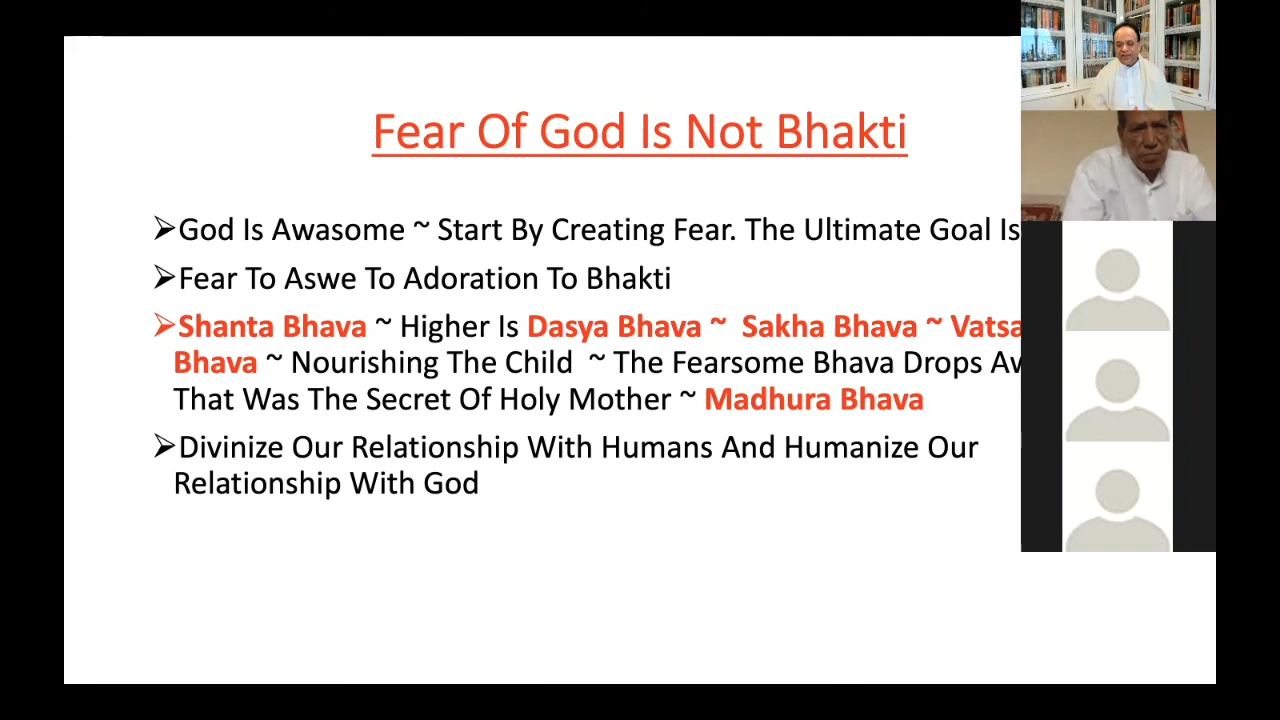 Fear Of God Is Not Bhakti
➢God Is Awasome ~ Start By Creating Fear. The Ultimate Goal Is
➢Fear To Aswe To Adoration To Bhakti
➢Shanta Bhava ~ Higher Is Dasya Bhava ~ Sakha Bhava ~
Bhava ~ Nourishing The Child ~ The Fearsome Bhava Drops
That Was The Secret Of Holy Mother ~ Madhura Bhava
➢Divinize Our Relationship With Humans And Humanize Our
Relationship With God